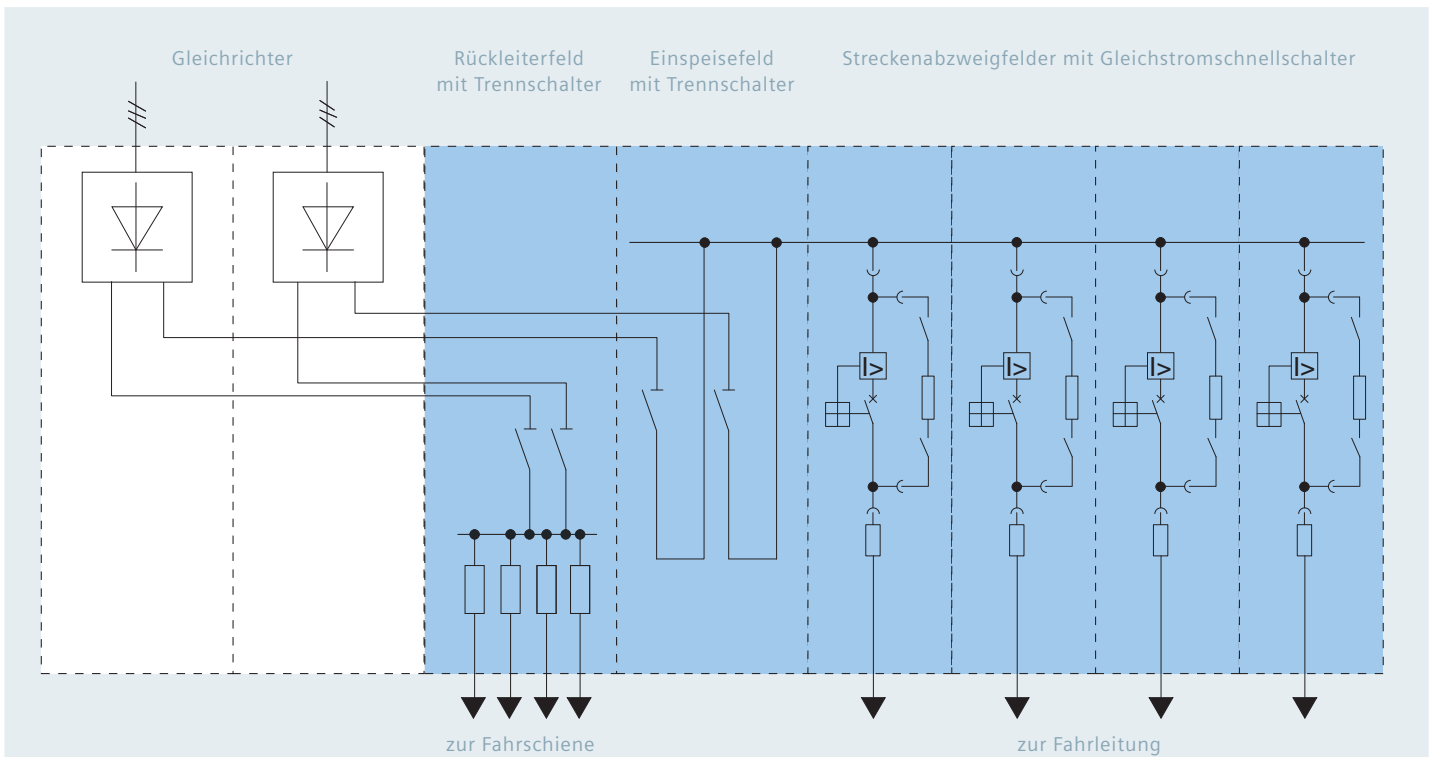 Gleichrichter
Rückleiterfeld
mit Trennschalter
Einspeisefeld
mit Trennschalter
Streckenabzweigfelder mit Gleichstromschnellschalter
I>
I>
I>
I>
zur Fahrschiene
zur Fahrleitung